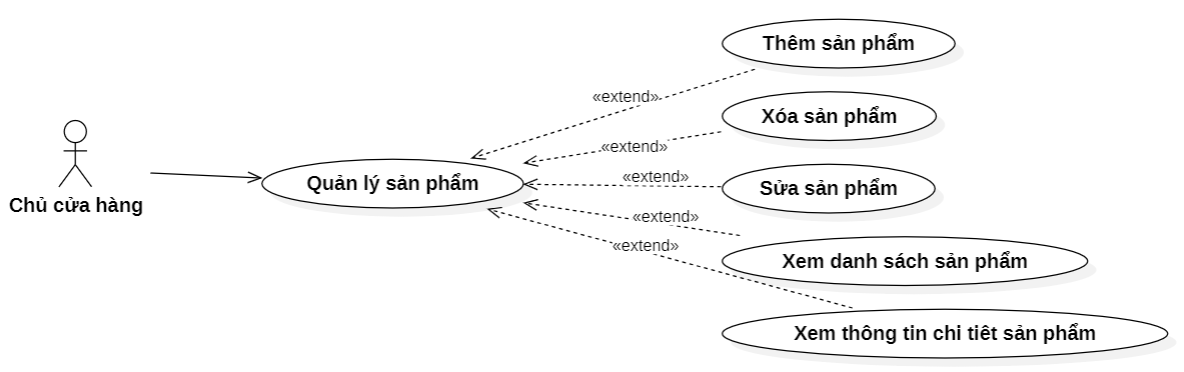 Thêm sản phẩm
«extend»
Xóa sản phẩm
«extend»
Quản lý sản phẩm
«extend»
Sửa sản phẩm
Chủ cửa hàng
«extend»
«extend»
Xem danh sách sản phẩm
Xem thông tin chi tiêt sản phẩm